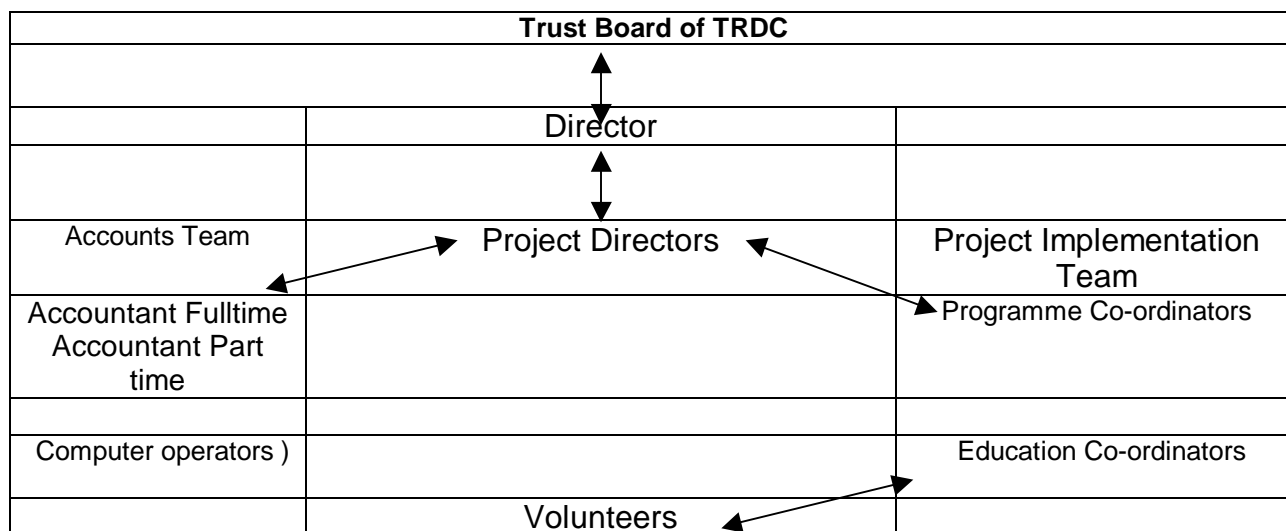 Trust Board of TRDC
Director
Accounts Team
Project Directors
Project Implementation
Team
Accountant Fulltime
Accountant Part
time
Programme Co-ordinators
Computer operators )
Education Co-ordinators
Volunteers